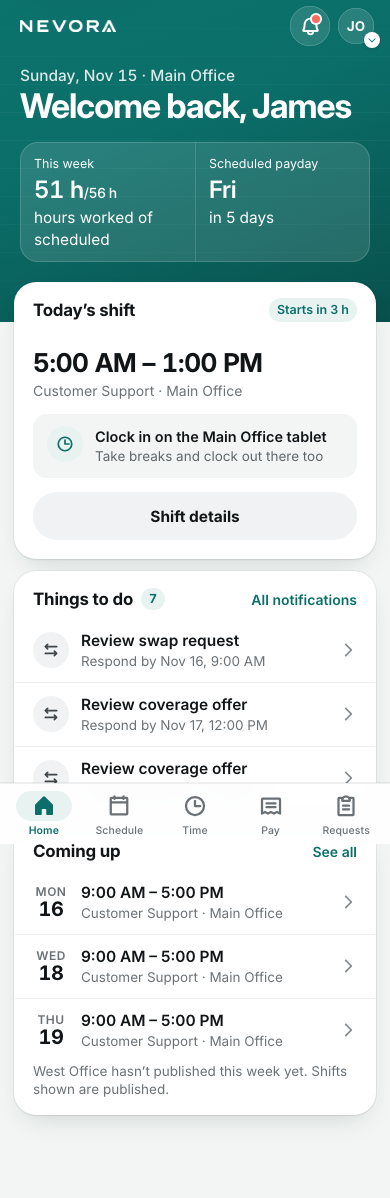 NEVORA
JO
Sunday, Nov 15 · Main Office
Welcome back, James
This week
51 h/56 h
hours worked of
scheduled
Scheduled payday
Fri
in 5 days
Today’s shift
Starts in 3 h
5:00 AM – 1:00 PM
Customer Support · Main Office
Clock in on the Main Office tablet
Take breaks and clock out there too
Shift details
Things to do 7
All notifications
Review swap request
Respond by Nov 16, 9:00 AM
Review coverage offer
Respond by Nov 17, 12:00 PM
Review coverage offer
Home
Schedule
Time
Pay
Requests
Coming up
See all
MON
16
9:00 AM – 5:00 PM
Customer Support · Main Office
WED
18
9:00 AM – 5:00 PM
Customer Support · Main Office
THU
19
9:00 AM – 5:00 PM
Customer Support · Main Office
West Office hasn’t published this week yet. Shifts
shown are published.